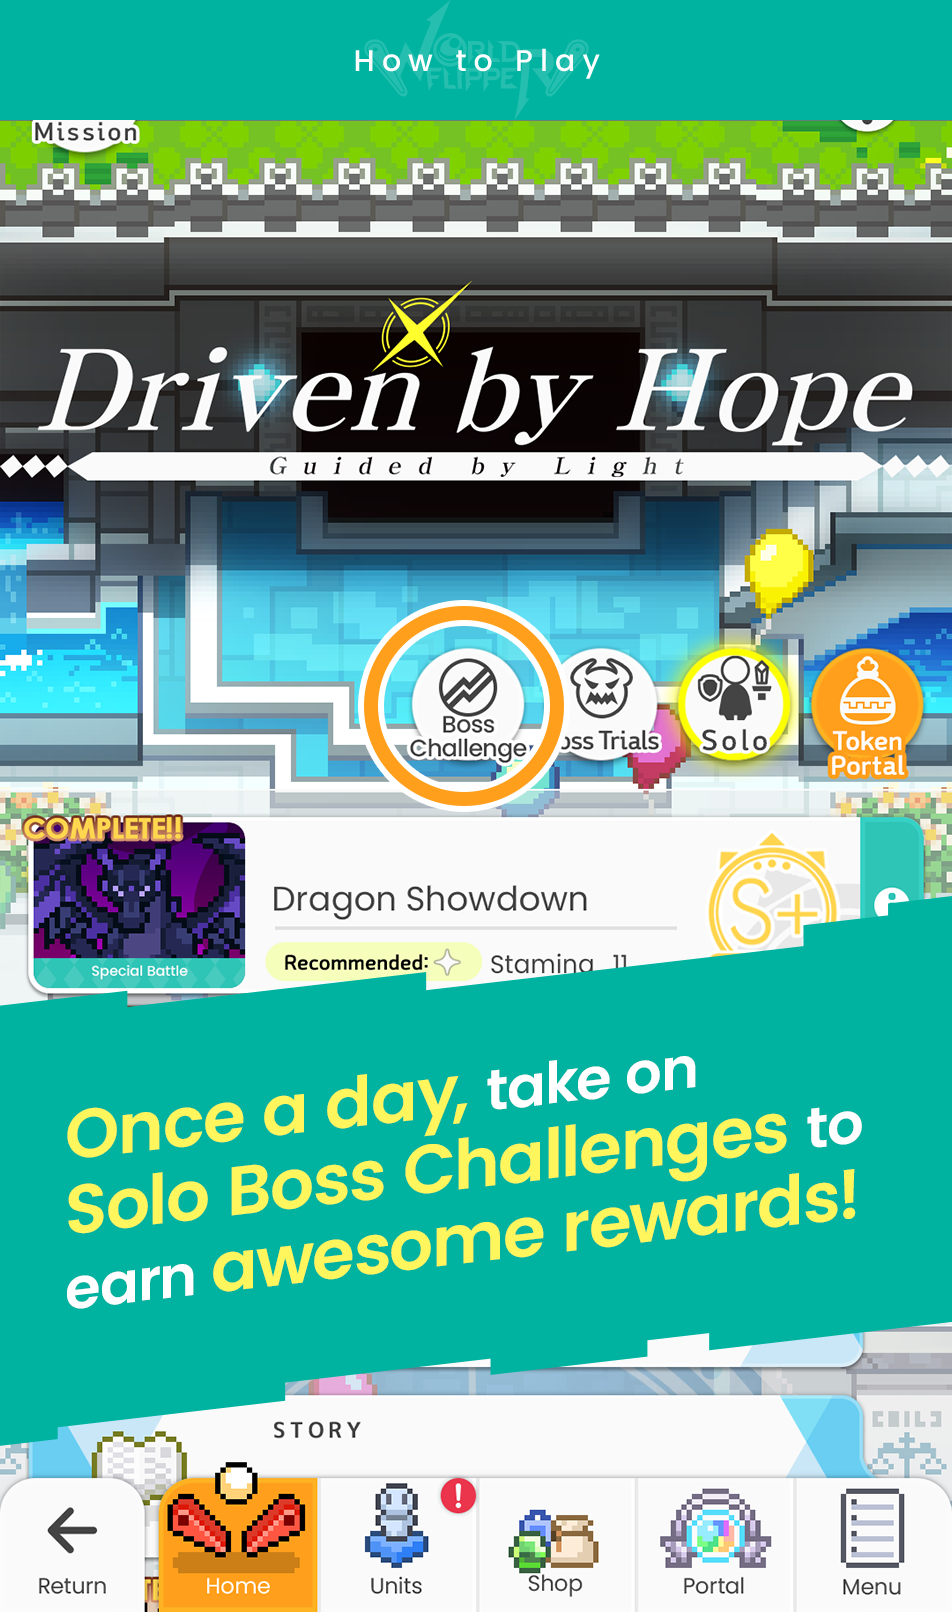 How to Play
WORLD
FLIPPER
Mission
Driven by Hope
Guided by Light
Boss
Challenge
oss Trials
Solo
Token
Portal
COMPLETE!!
Dragon Showdown
S+
Special Battle
Recommended:
Stamina 11
Once a day, take on
Solo Boss Challenges to
earn awesome rewards!
STORY
Return
Home
Units
Shop
Portal
Menu